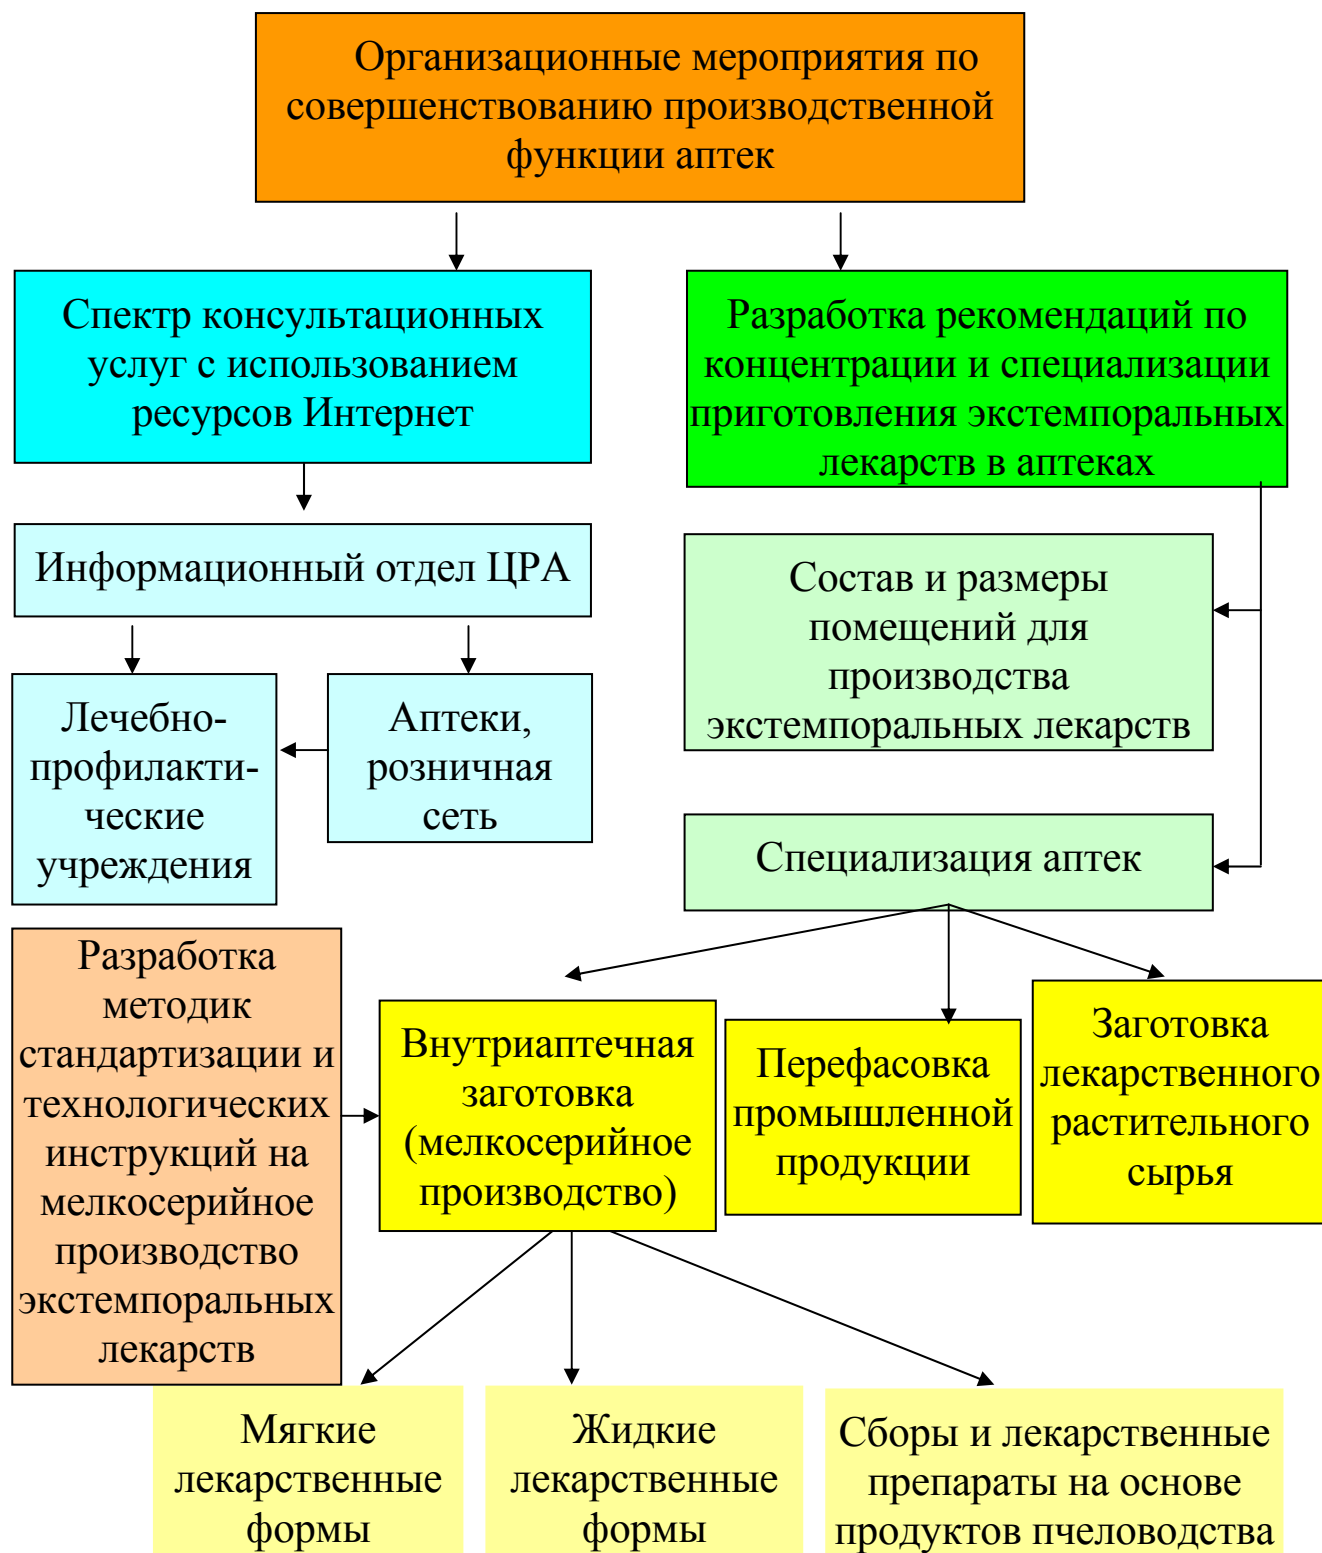 Организационные мероприятия по
совершенствованию производственной
функции аптек
Спектр консультационных
услуг с использованием
ресурсов Интернет
Разработка рекомендаций по
концентрации и специализации
приготовления экстемпоральных
лекарств в аптеках
Информационный отдел ЦРА
Состав и размеры
помещений для
производства
экстемпоральных лекарств
Лечебно-
профилакти-
ческие
учреждения
Аптеки,
розничная
сеть
Специализация аптек
Разработка
методик
стандартизации и
технологических
инструкций на
мелкосерийное
производство
экстемпоральных
лекарств
Внутриаптечная
заготовка
(мелкосерийное
производство)
Перефасовка
промышленной
продукции
Заготовка
лекарственного
растительного
сырья
Мягкие
лекарственные
формы
Жидкие
лекарственные
формы
Сборы и лекарственные
препараты на основе
продуктов пчеловодства